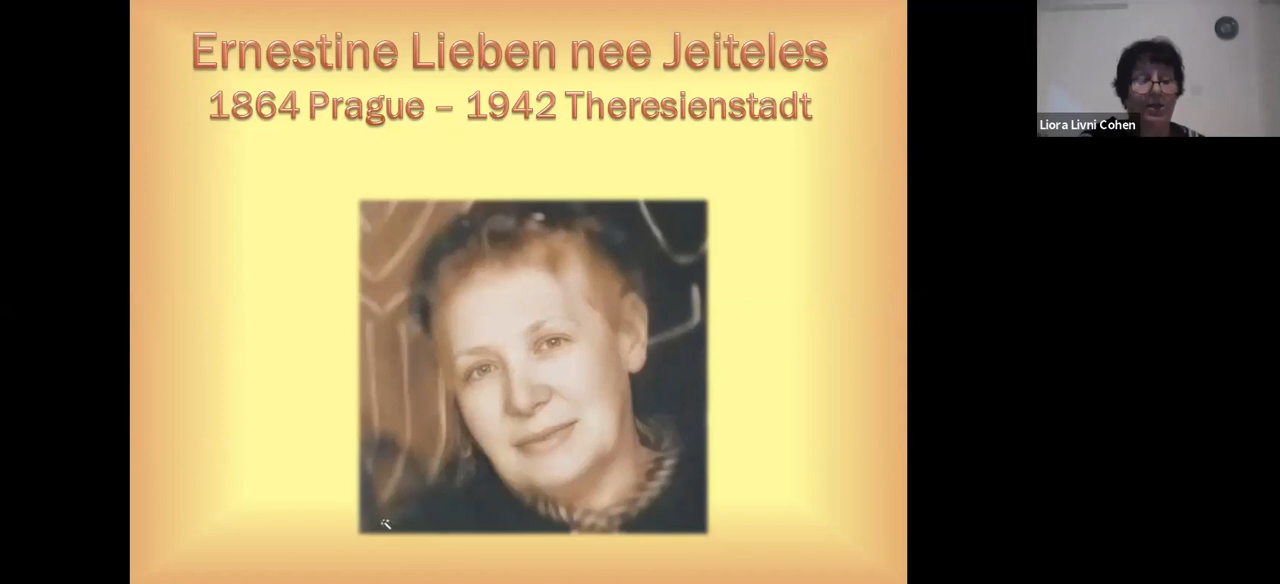 Ernestine Lieben nee Jeiteles
1864 Prague – 1942 Theresienstadt
Liora Livni Cohen